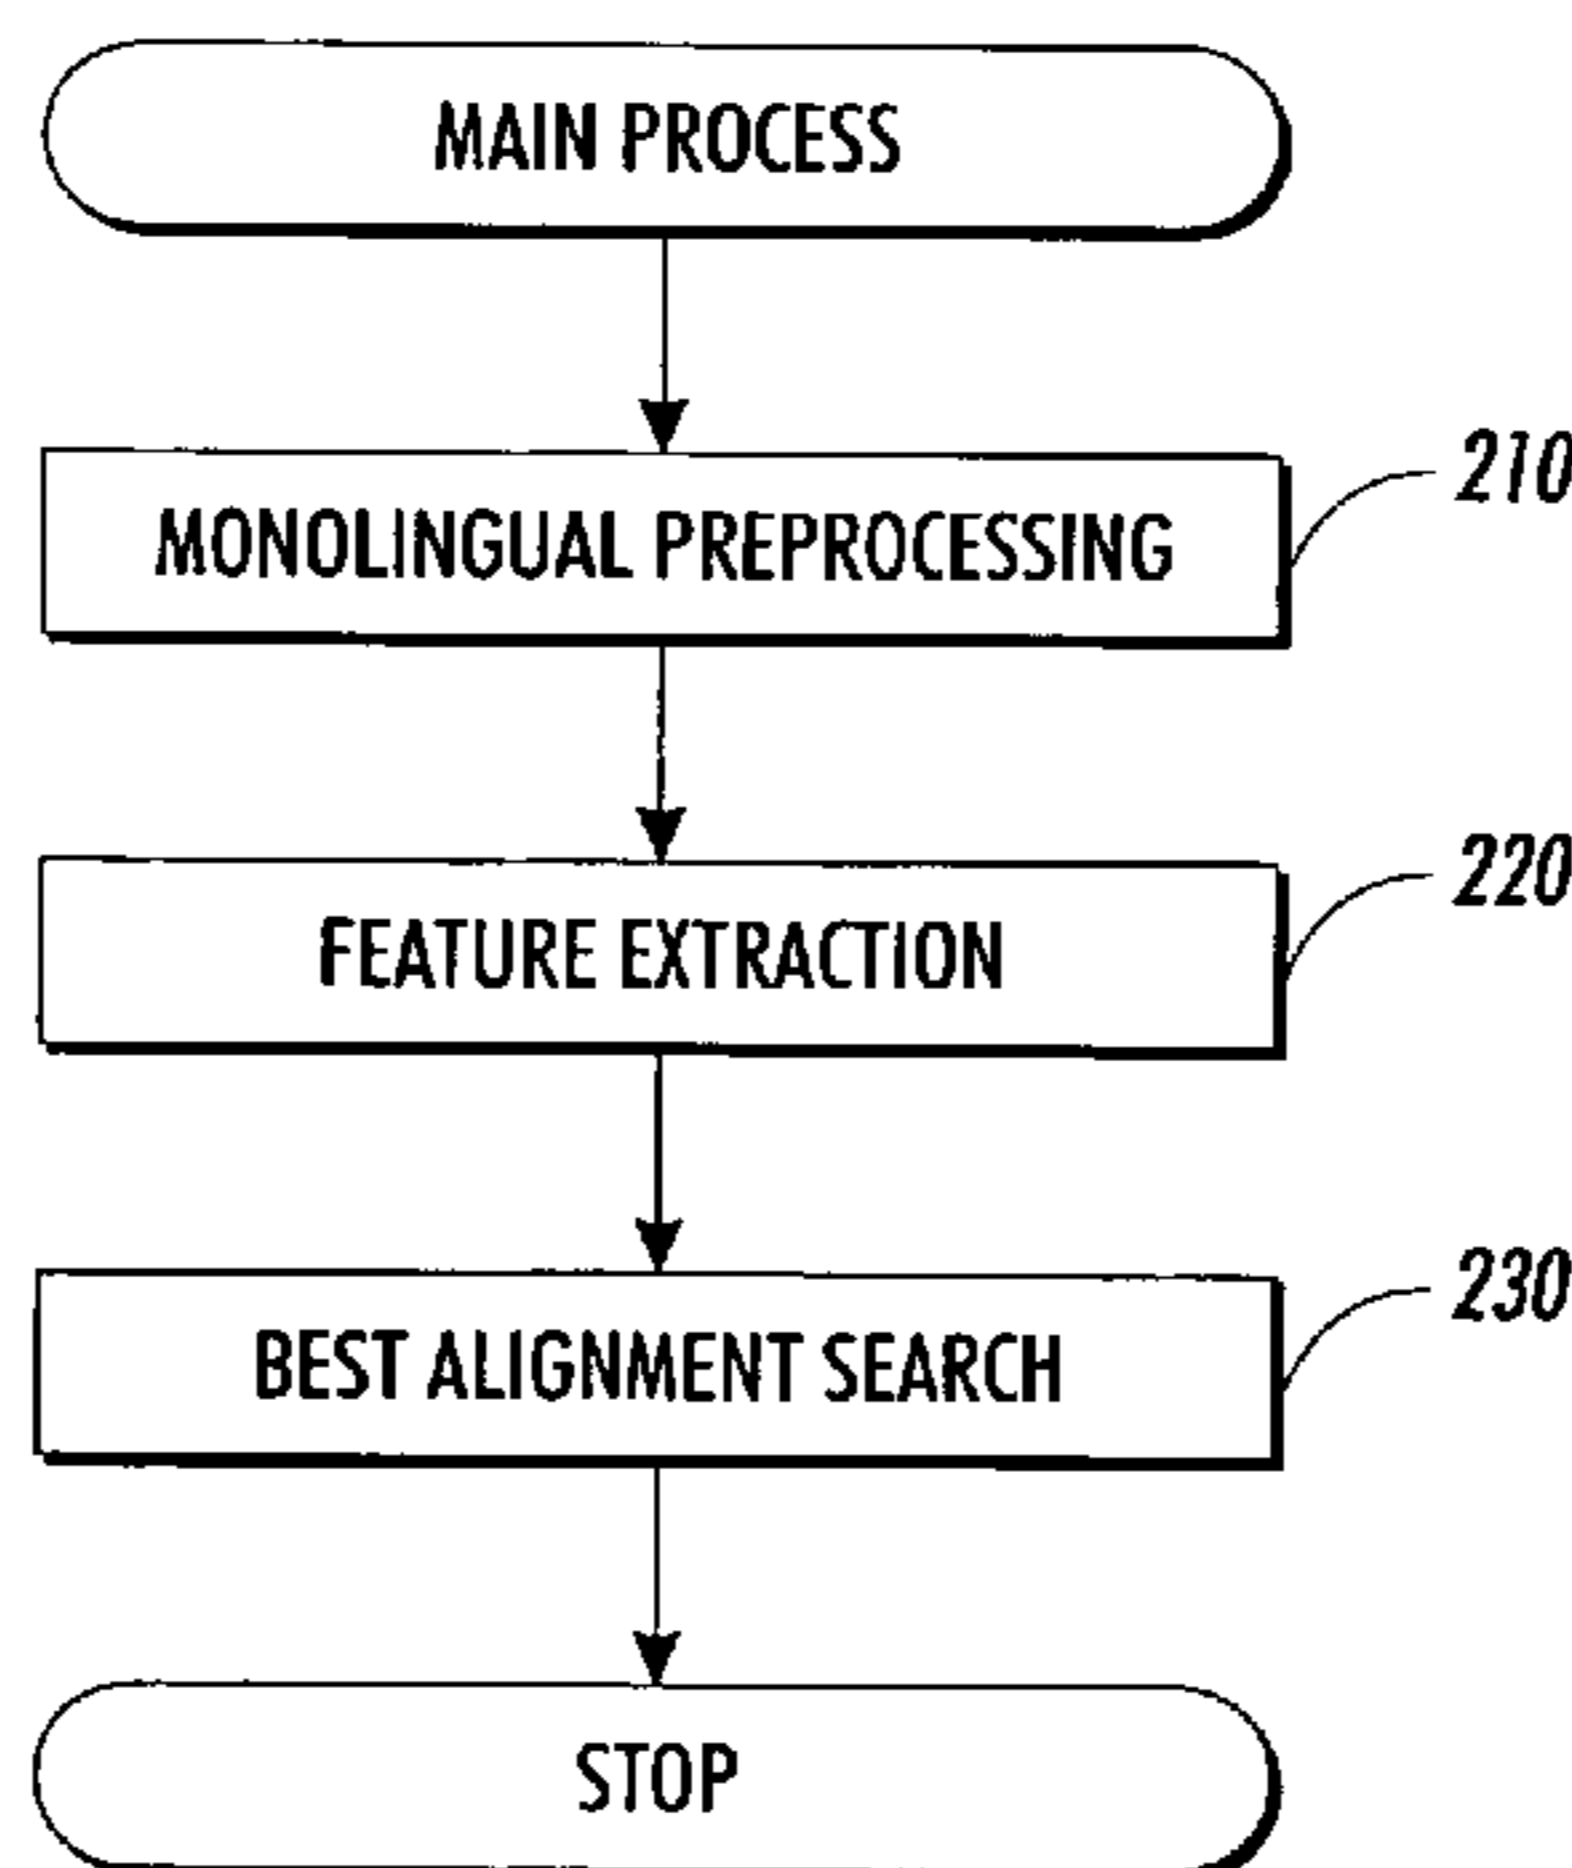 MAIN PROCESS
210
MONOLINGUAL PREPROCESSING
220
FEATURE EXTRACTION
230
BEST ALIGNMENT SEARCH
STOP